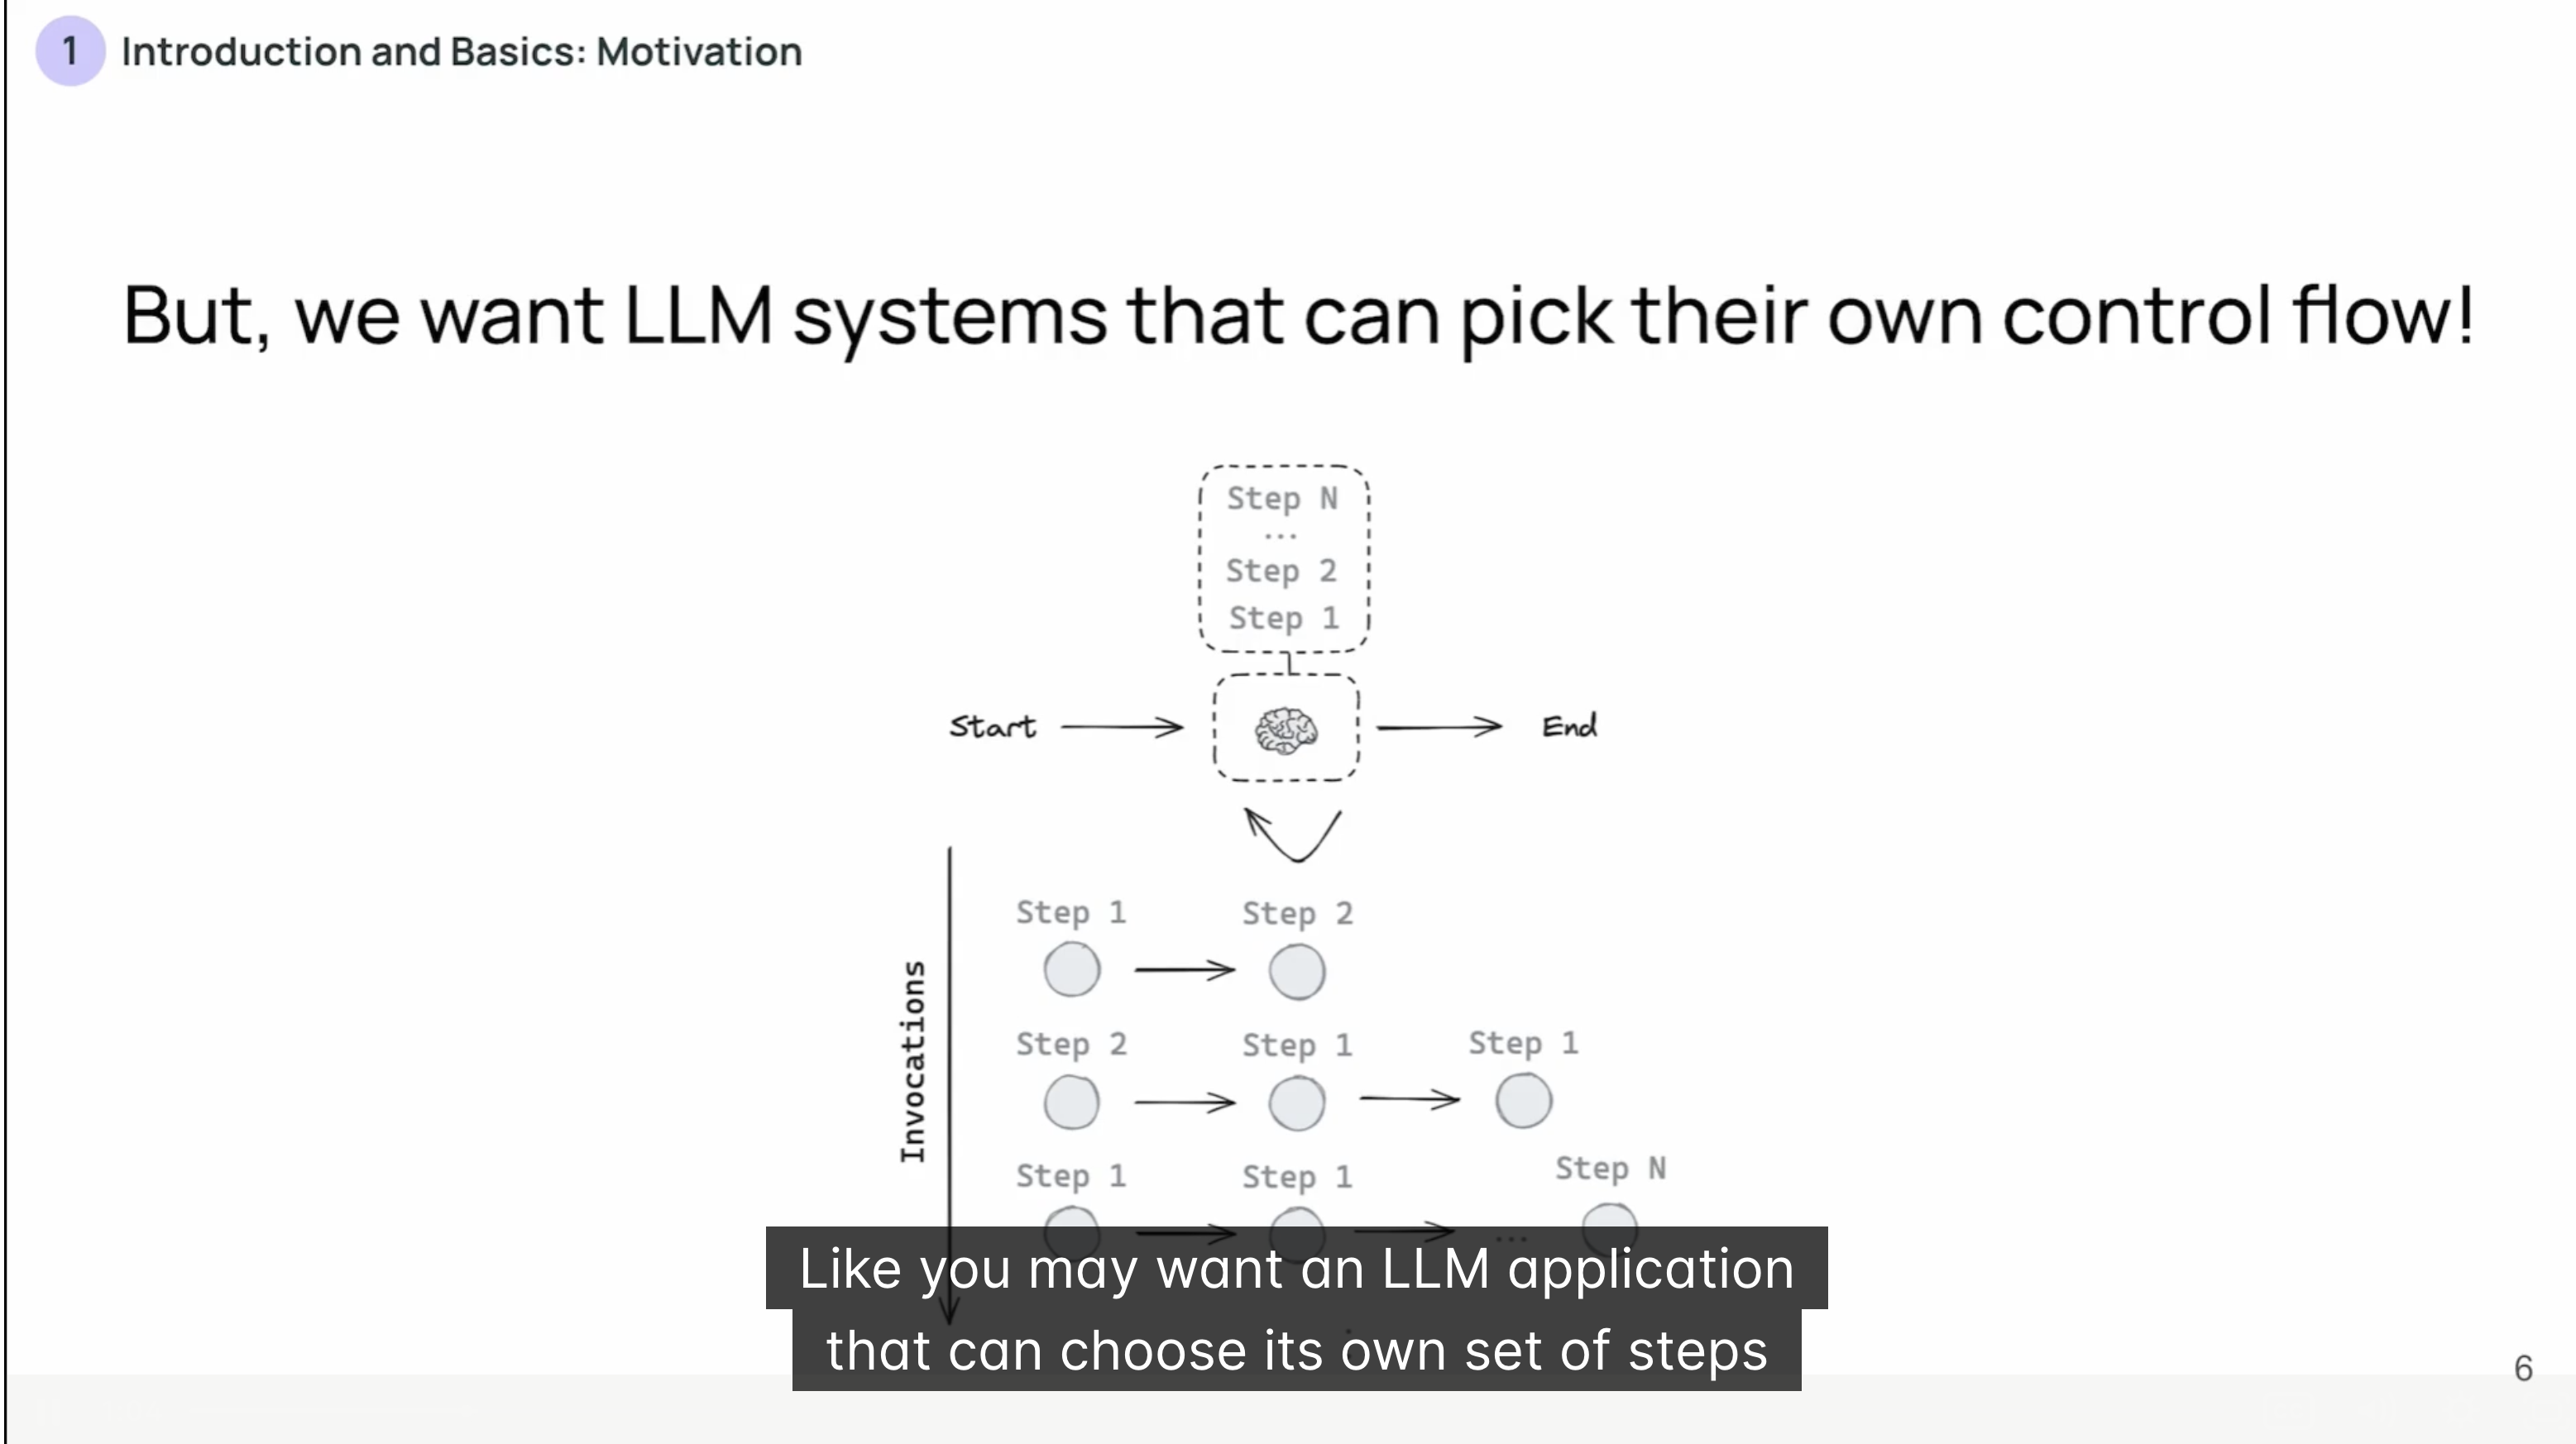 1 Introduction and Basics: Motivation
But, we want LLM systems that can pick their own control flow!
Step N
...
Step 2
Step 1
Start
End
Invocations
Step 1
Step 2
Step 2
Step 1
Step 1
Step 1
Step 1
...
Step N
Like you may want an LLM application
that can choose its own set of steps
6